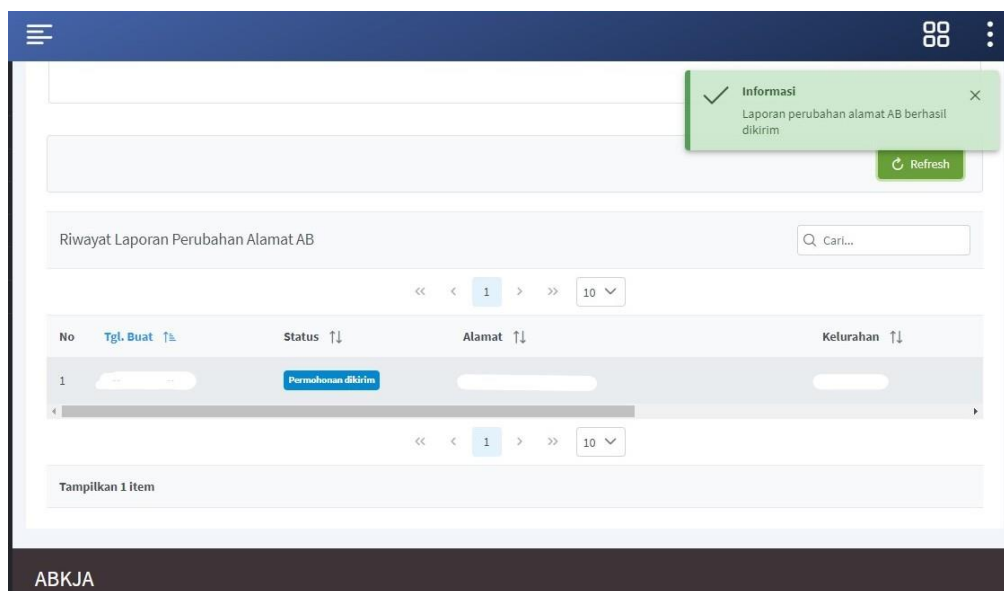 Informasi
Laporan perubahan alamat AB berhasil
dikirim
Refresh
Riwayat Laporan Perubahan Alamat AB
Cari...
1
10
No Tgl. Buat Status Alamat Kelurahan
1 Permohonan dikirim
1
10
Tampilkan 1 item
ABKJA